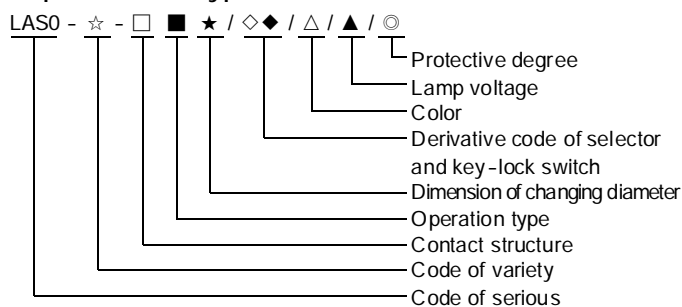 LAS0 - ☆ - □ ■ ★ / ◇◆ / △ / ▲ / ◎
Protective degree
Lamp voltage
Color
Derivative code of selector
and key-lock switch
Dimension of changing diameter
Operation type
Contact structure
Code of variety
Code of serious